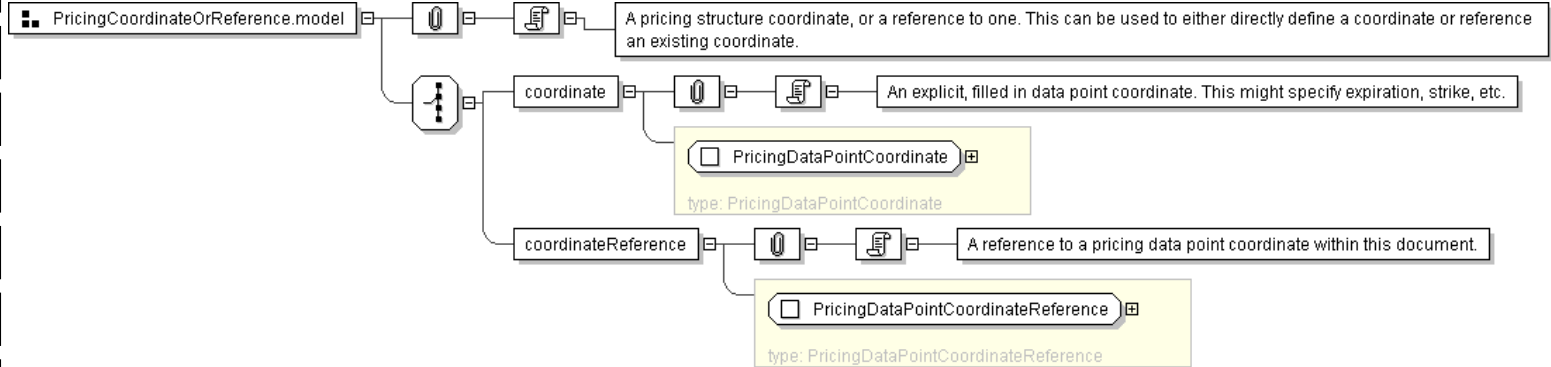 PricingCoordinateOrReference.model
A pricing structure coordinate, or a reference to one. This can be used to either directly define a coordinate or reference
an existing coordinate.
coordinate
An explicit, filled in data point coordinate. This might specify expiration, strike, etc.
PricingDataPointCoordinate
type: PricingDataPointCoordinate
coordinateReference
A reference to a pricing data point coordinate within this document.
PricingDataPointCoordinateReference
type: PricingDataPointCoordinateReference